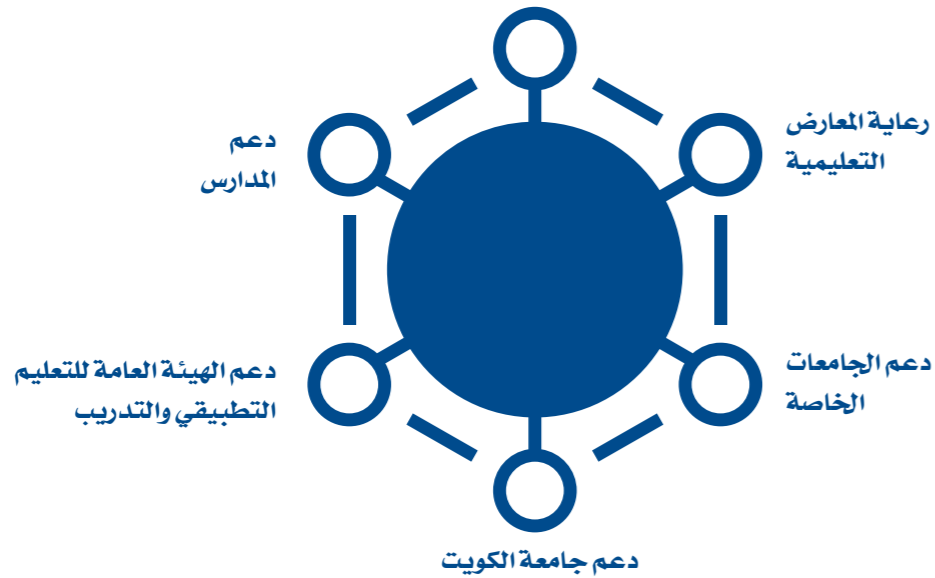 رعاية المعارض
التعليمية
دعم
المدارس
دعم الجامعات
الخاصة
دعم الهيئة العامة للتعليم
التطبيقي والتدريب
دعم جامعة الكويت